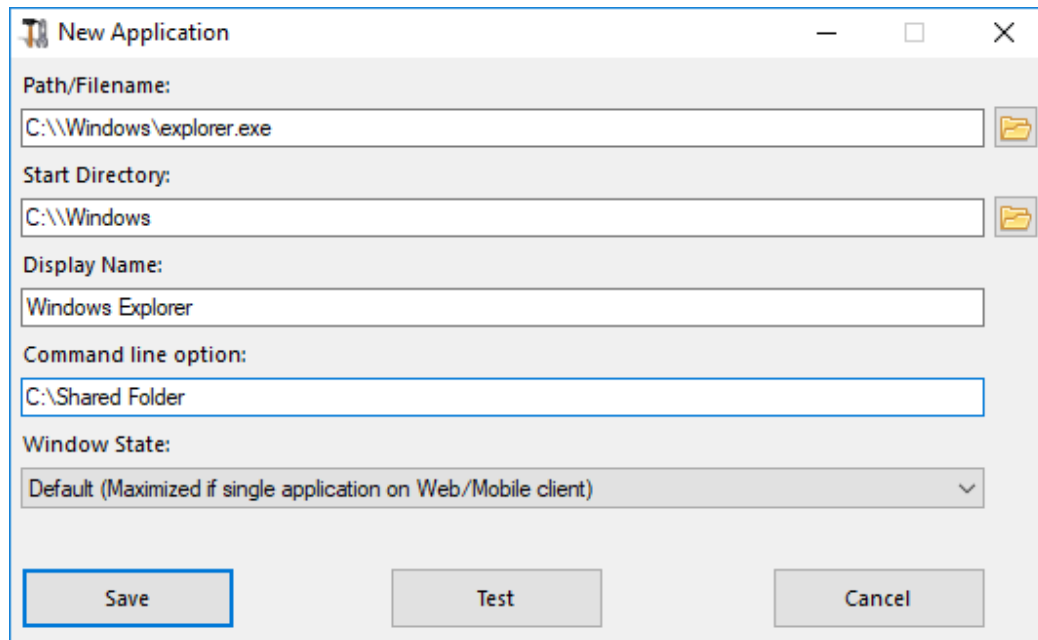 New Application
Path/Filename:
C:\\Windows\explorer.exe
Start Directory:
C:\\Windows
Display Name:
Windows Explorer
Command line option:
C:\Shared Folder
Window State:
Default (Maximized if single application on Web/Mobile client)
Save Test Cancel